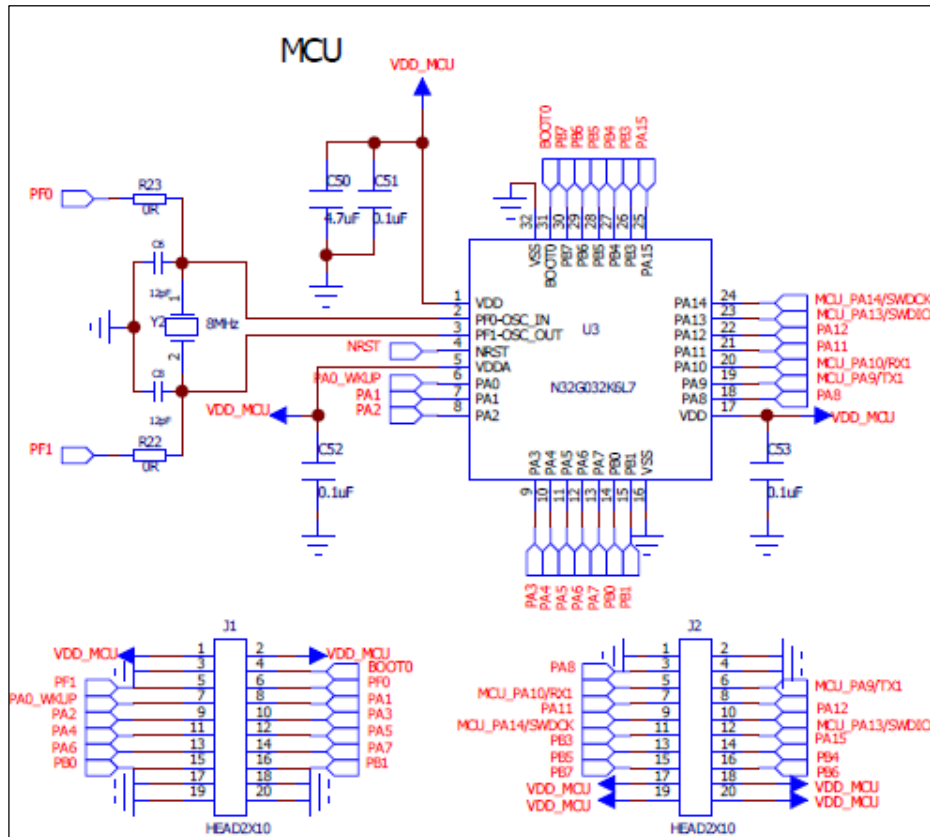 MCU
VDD_MCU
BOOT0
PB7
PB6
PB5
PB4
PB3
PA15
PF0
R23
0R
C50
4.7uF
C51
0.1uF
C8
12pF
1
Y2
8MHz
2
C8
12pF
PF1
R22
0R
32 31 30 29 28 27 26 25
VSS
BOOT0
PB7
PB6
PB5
PB4
PB3
PA15
1 VDD
2 PF0-OSC_IN
3 PF1-OSC_OUT
NRST 4 NRST
5 VDDA
PA0_WKUP 6 PA0
PA1 7 PA1
PA2 8 PA2
U3
N32G032K6L7
PA14 24 MCU_PA14/SWDCK
PA13 23 MCU_PA13/SWDIO
PA12 22 PA12
PA11 21 PA11
PA10 20 MCU_PA10/RX1
PA9 19 MCU_PA9/TX1
PA8 18 PA8
VDD 17 VDD_MCU
VDD_MCU
C52
0.1uF
C53
0.1uF
PA3
PA4
PA5
PA6
PA7
PB0
PB1
VSS
9 10 11 12 13 14 15 16
PA3
PA4
PA5
PA6
PA7
PB0
PB1
J1
VDD_MCU 1 2 VDD_MCU
3 4 BOOT0
PF1 5 6 PF0
PA0_WKUP 7 8 PA1
PA2 9 10 PA3
PA4 11 12 PA5
PA6 13 14 PA7
PB0 15 16 PB1
17 18
19 20
HEAD2X10
J2
1 2
PA8 3 4
5 6 MCU_PA9/TX1
MCU_PA10/RX1 7 8
PA11 9 10 PA12
MCU_PA14/SWDCK 11 12 MCU_PA13/SWDIO
PB3 13 14 PA15
PB5 15 16 PB4
PB7 17 18 PB6
VDD_MCU 19 20 VDD_MCU
VDD_MCU VDD_MCU
HEAD2X10